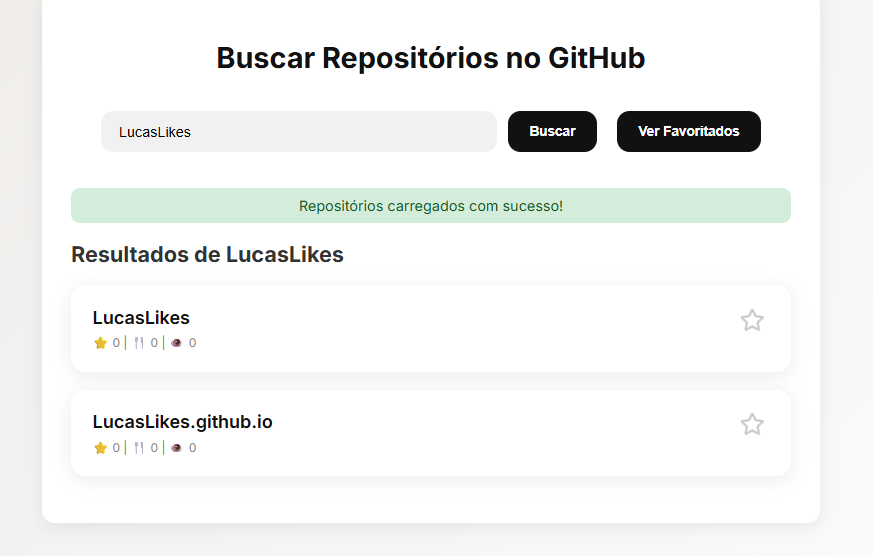 Buscar Repositórios no GitHub
LucasLikes Buscar Ver Favoritados
Repositórios carregados com sucesso!
Resultados de LucasLikes
LucasLikes
⭐ 0 | 🍴 0 | 👁️ 0
LucasLikes.github.io
⭐ 0 | 🍴 0 | 👁️ 0